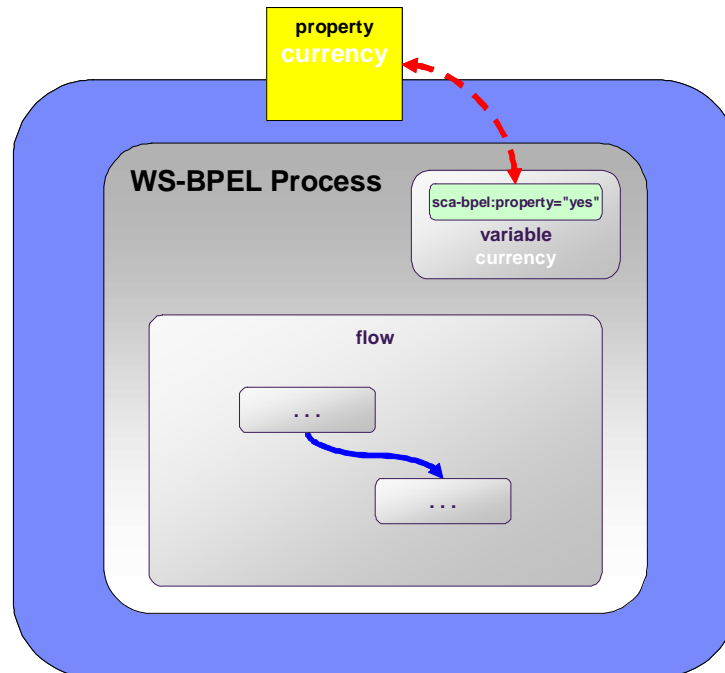 property
currency
WS-BPEL Process
sca-bpel:property="yes"
variable
currency
flow
. . .
. . .